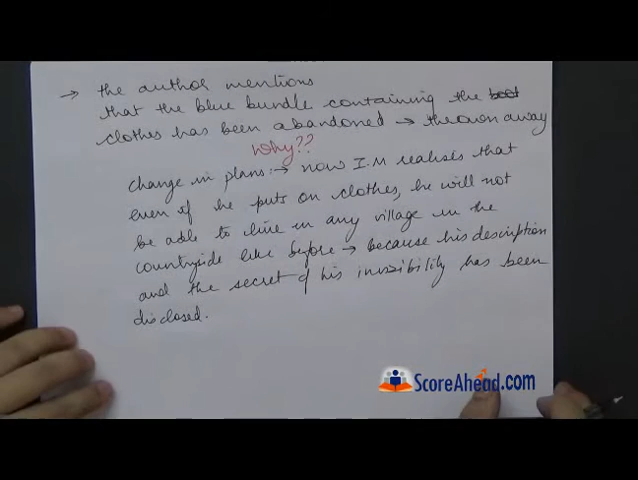 → the author mentions
that the blue bundle containing the
clothes has been abandoned → thrown away
Why??
change in plans:→ now I.M realises that
even if he puts on clothes, he will not
be able to live in any village in the
countryside like before → because his description
and the secret of his invisibility has been
disclosed.
ScoreAhead.com